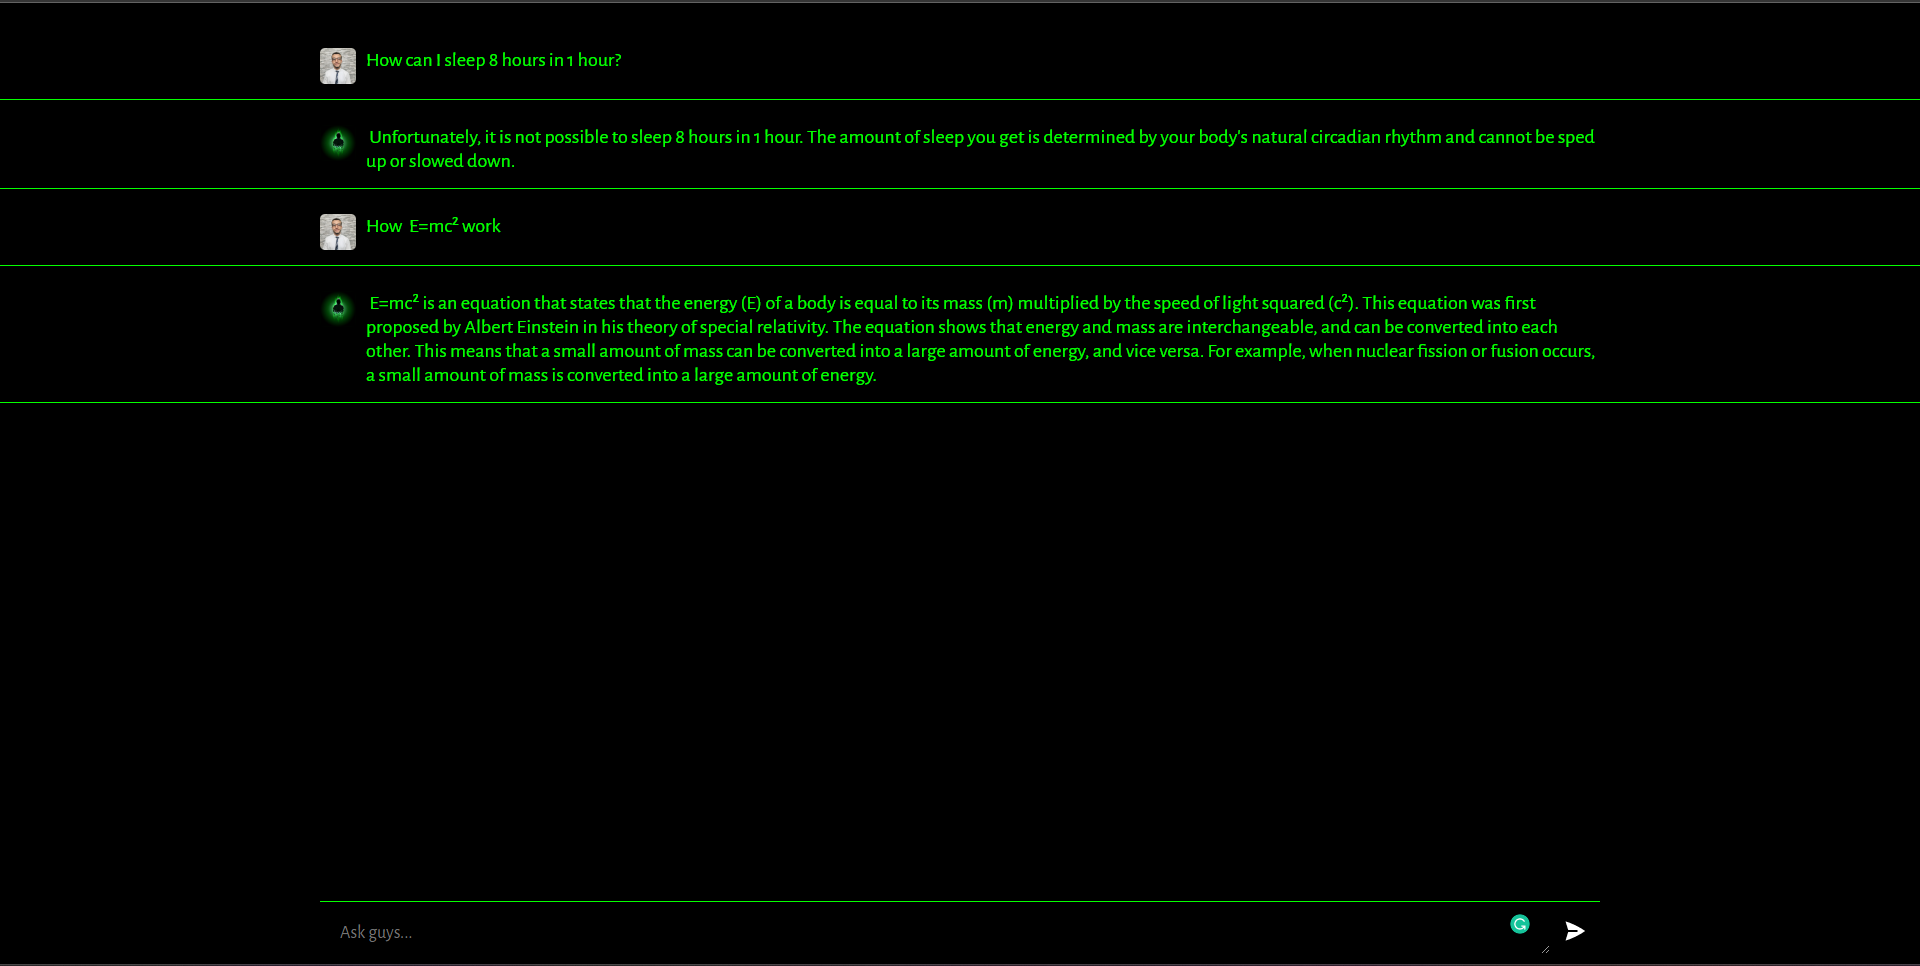 How can I sleep 8 hours in 1 hour?
Unfortunately, it is not possible to sleep 8 hours in 1 hour. The amount of sleep you get is determined by your body's natural circadian rhythm and cannot be sped
up or slowed down.
How  E=mc² work
E=mc² is an equation that states that the energy (E) of a body is equal to its mass (m) multiplied by the speed of light squared (c²). This equation was first
proposed by Albert Einstein in his theory of special relativity. The equation shows that energy and mass are interchangeable, and can be converted into each
other. This means that a small amount of mass can be converted into a large amount of energy, and vice versa. For example, when nuclear fission or fusion occurs,
a small amount of mass is converted into a large amount of energy.
Ask guys...